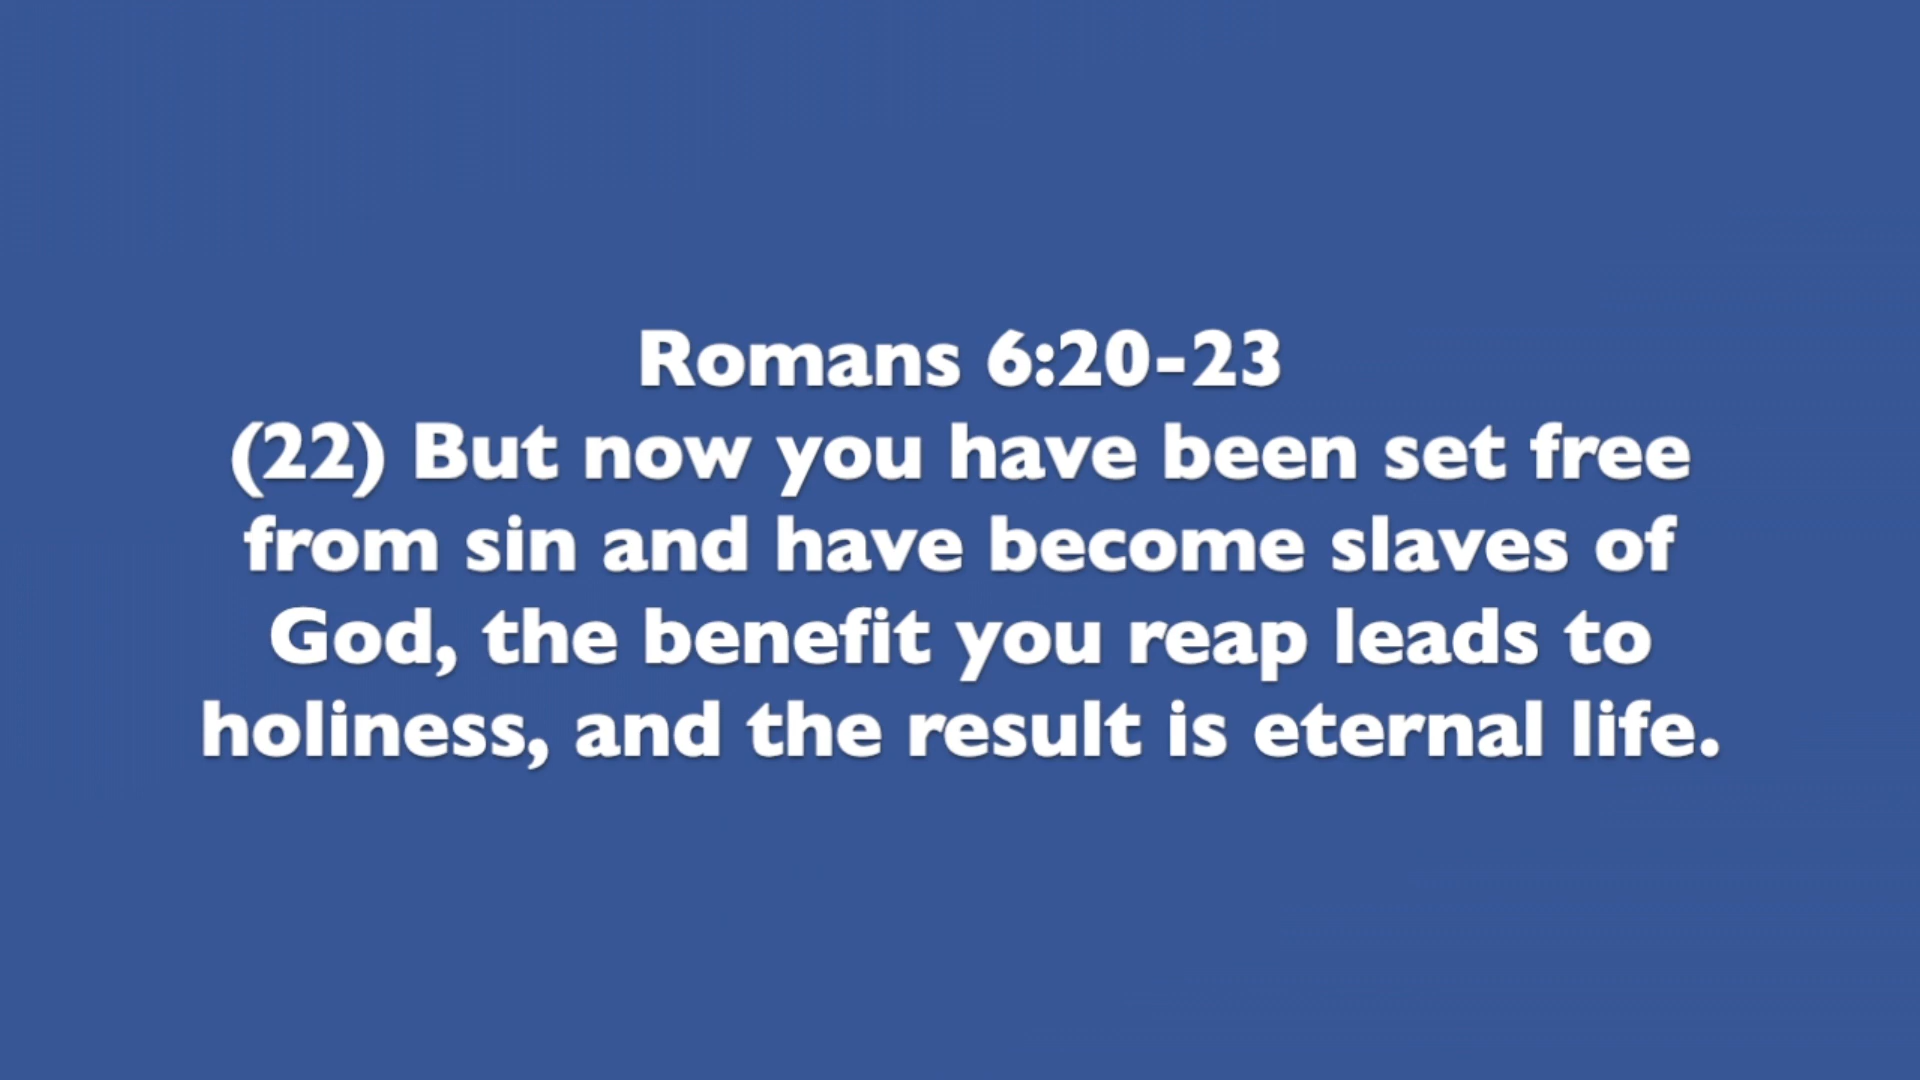 Romans 6:20-23
(22) But now you have been set free
from sin and have become slaves of
God, the benefit you reap leads to
holiness, and the result is eternal life.